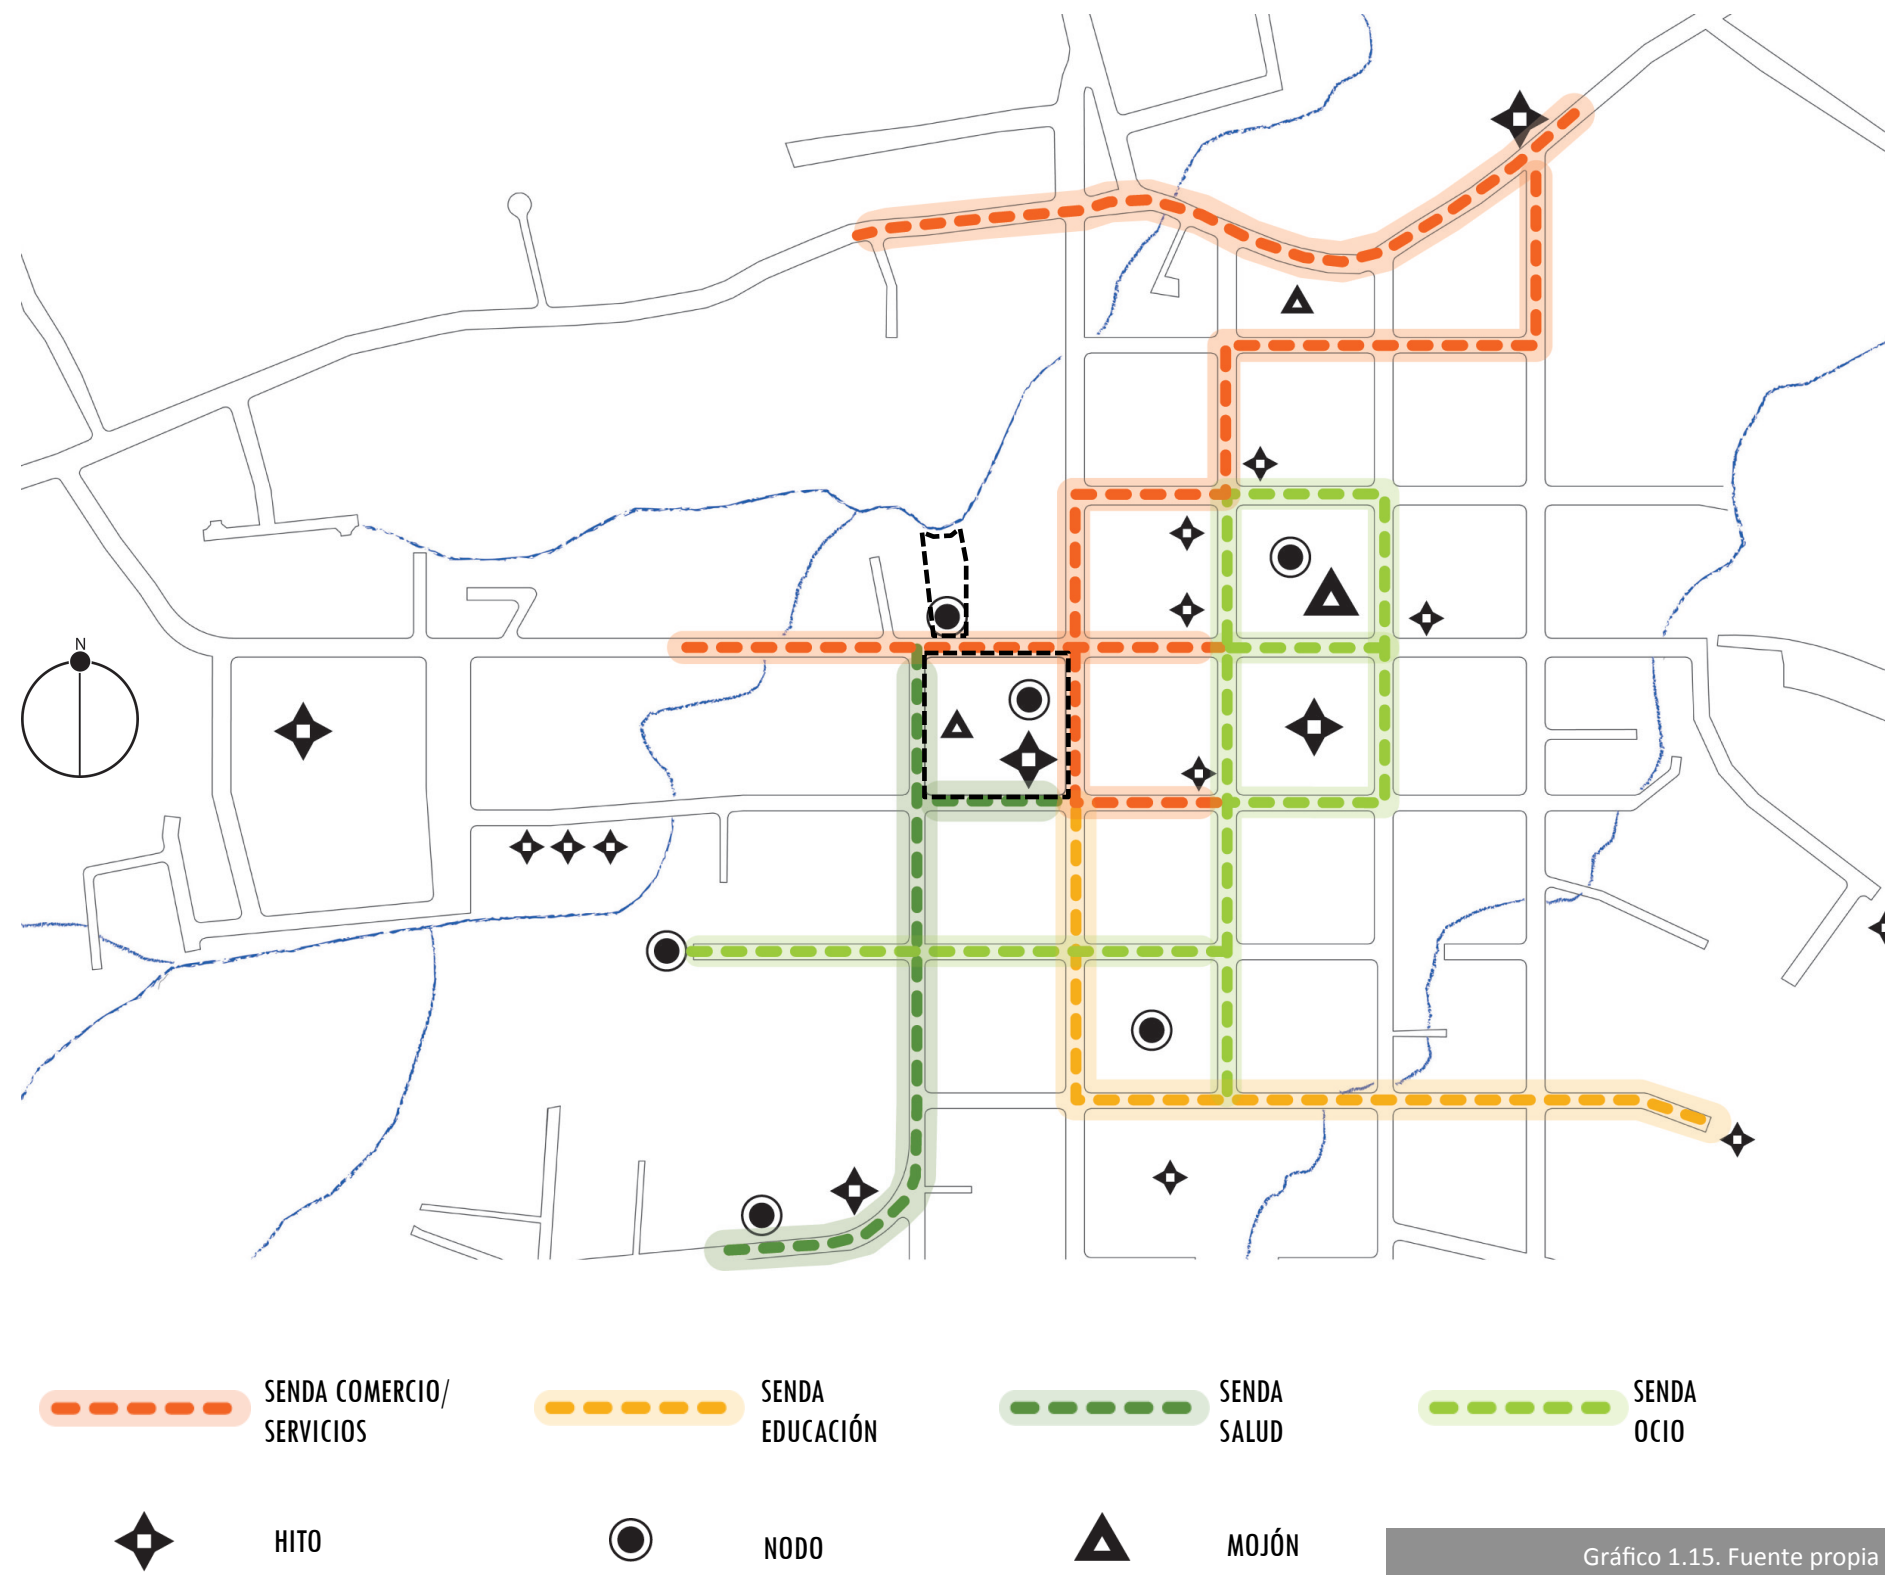 N
SENDA COMERCIO/
SERVICIOS
SENDA
EDUCACIÓN
SENDA
SALUD
SENDA
OCIO
HITO
NODO
MOJÓN
Gráfico 1.15. Fuente propia